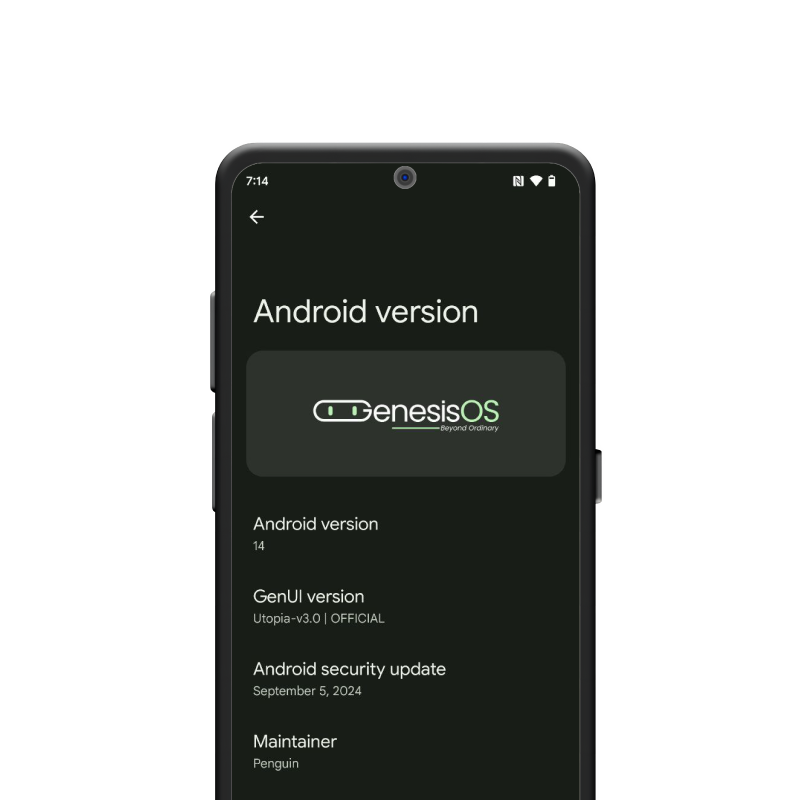 7:14
Android version
GenesisOS
Beyond Ordinary
Android version
14
GenUI version
Utopia-v3.0 | OFFICIAL
Android security update
September 5, 2024
Maintainer
Penguin